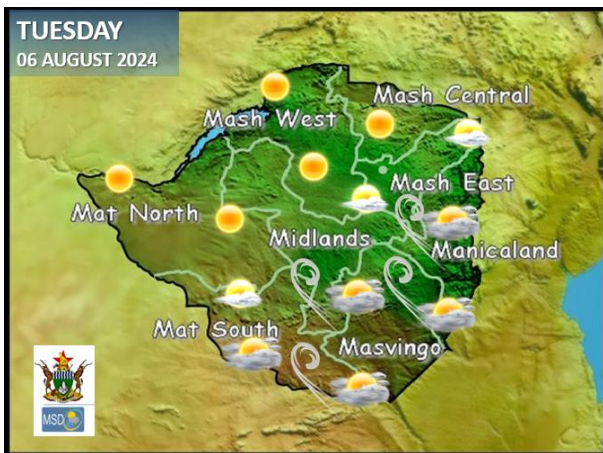 TUESDAY
06 AUGUST 2024
Mash Central
Mash West
Mash East
Mat North
Midlands
Manicaland
Mat South
Masvingo
MSD